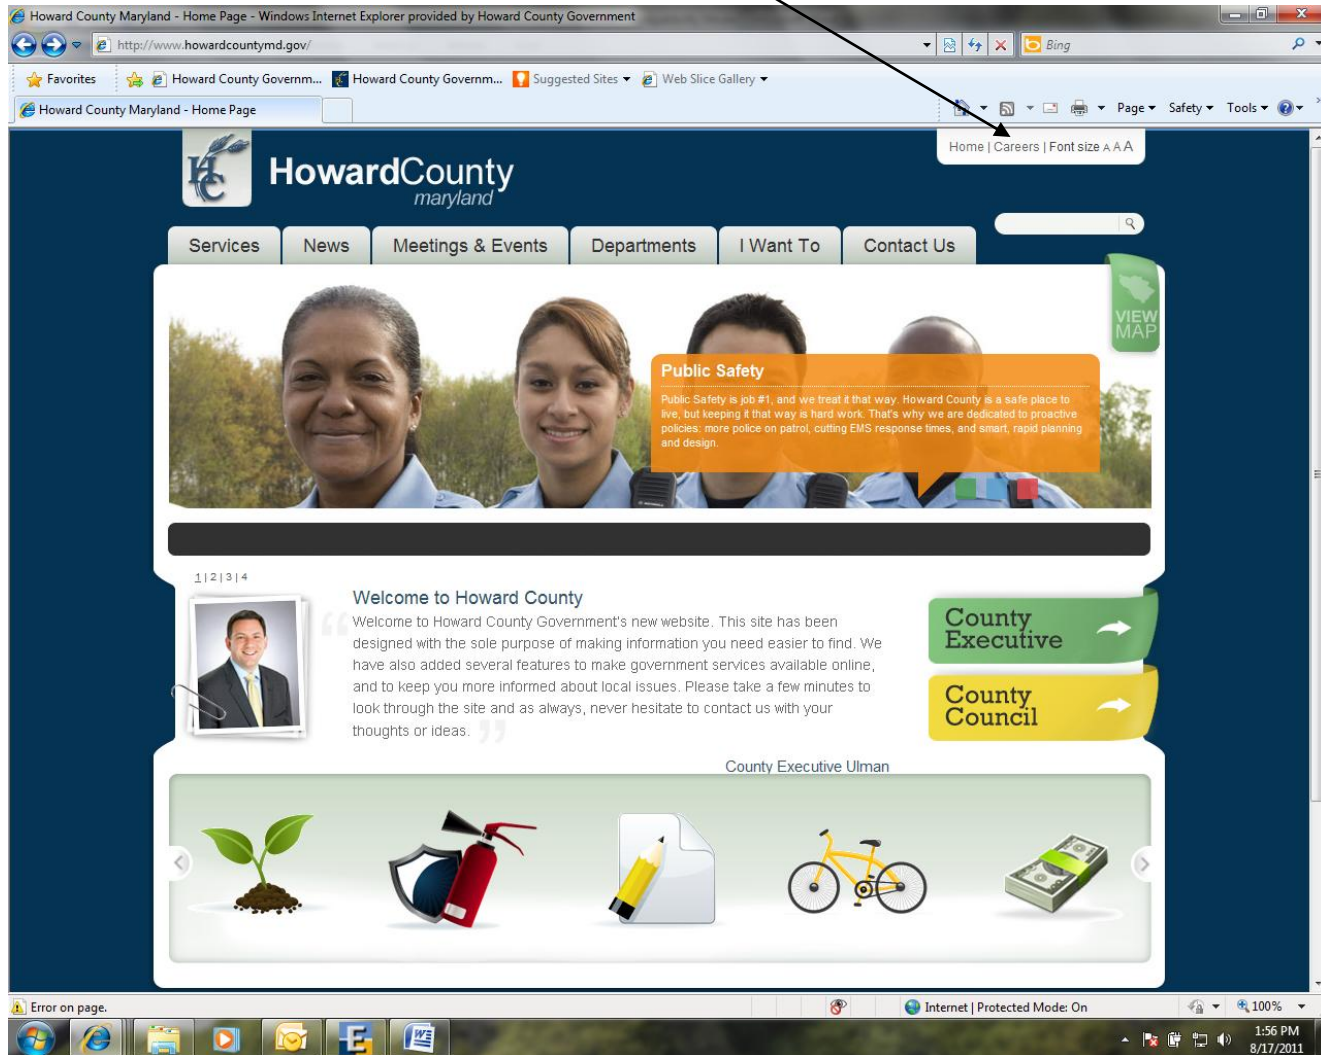 Howard County Maryland - Home Page - Windows Internet Explorer provided by Howard County Government
http://www.howardcountymd.gov/
Bing
Favorites
Howard County Governm...
Howard County Governm...
Suggested Sites
Web Slice Gallery
Howard County Maryland - Home Page
Page
Safety
Tools
Home | Careers | Font size A A A
HC
HowardCounty
maryland
Services
News
Meetings & Events
Departments
I Want To
Contact Us
VIEW
MAP
Public Safety
Public Safety is job #1, and we treat it that way. Howard County is a safe place to
live, but keeping it that way is hard work. That's why we are dedicated to proactive
policies: more police on patrol, cutting EMS response times, and smart, rapid planning
and design.
1 | 2 | 3 | 4
Welcome to Howard County
Welcome to Howard County Government's new website. This site has been
designed with the sole purpose of making information you need easier to find. We
have also added several features to make government services available online,
and to keep you more informed about local issues. Please take a few minutes to
look through the site and as always, never hesitate to contact us with your
thoughts or ideas.
County Executive Ulman
County
Executive
County
Council
Error on page.
Internet | Protected Mode: On
100%
1:56 PM
8/17/2011